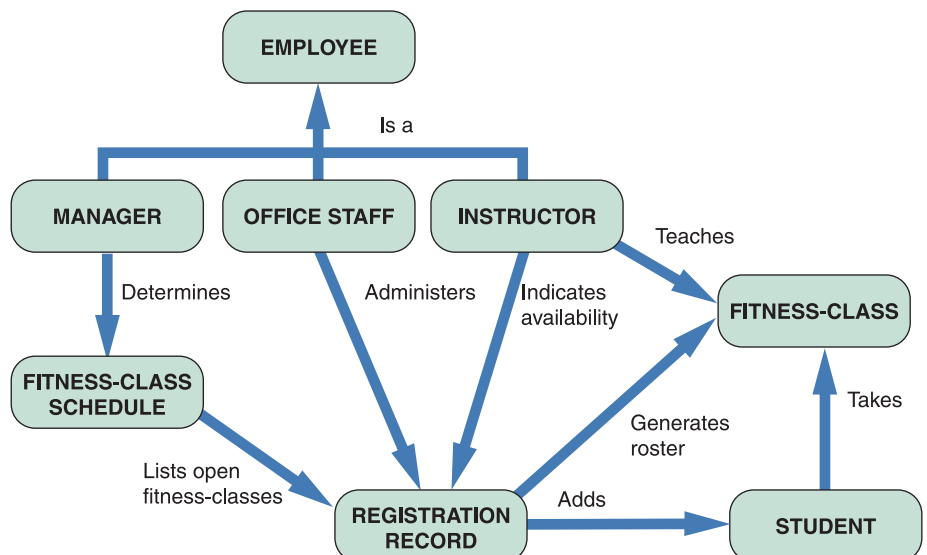 EMPLOYEE
Is a
MANAGER
OFFICE STAFF
INSTRUCTOR
Teaches
Determines
Administers
Indicates
availability
FITNESS-CLASS
FITNESS-CLASS
SCHEDULE
Takes
Generates
roster
Lists open
fitness-classes
Adds
REGISTRATION
RECORD
STUDENT